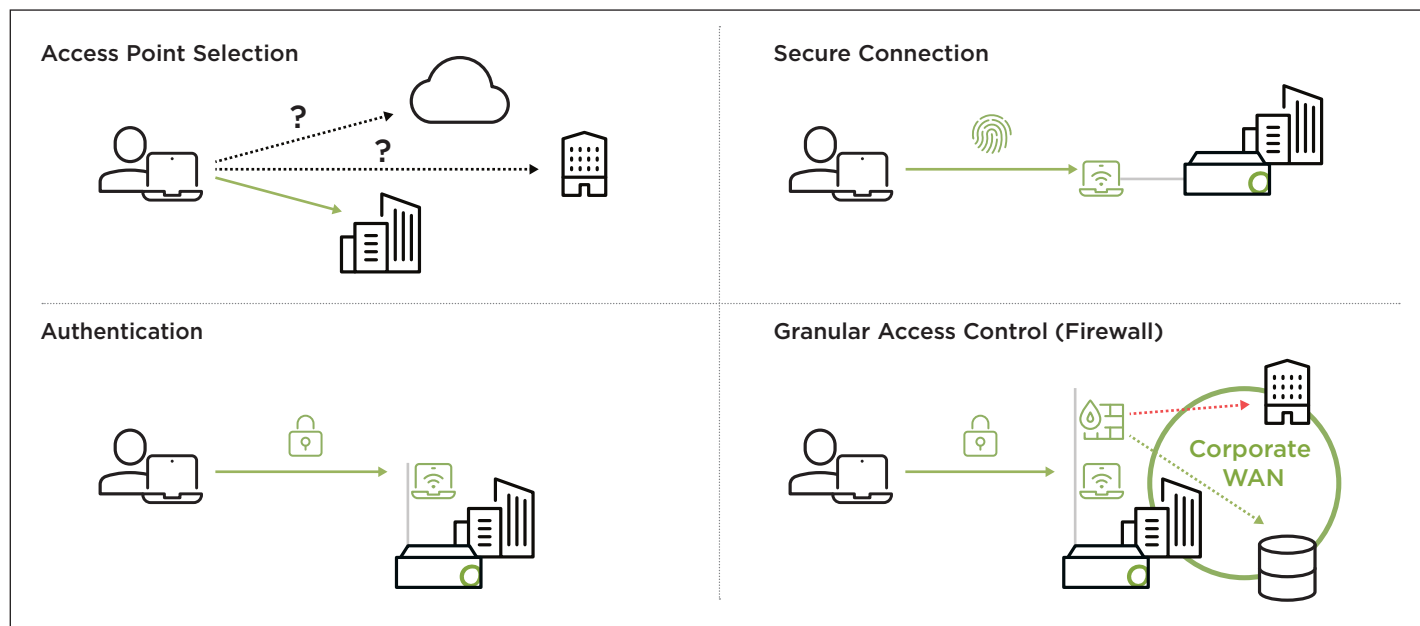 Access Point Selection
?
?
Secure Connection
Authentication
Granular Access Control (Firewall)
Corporate
WAN